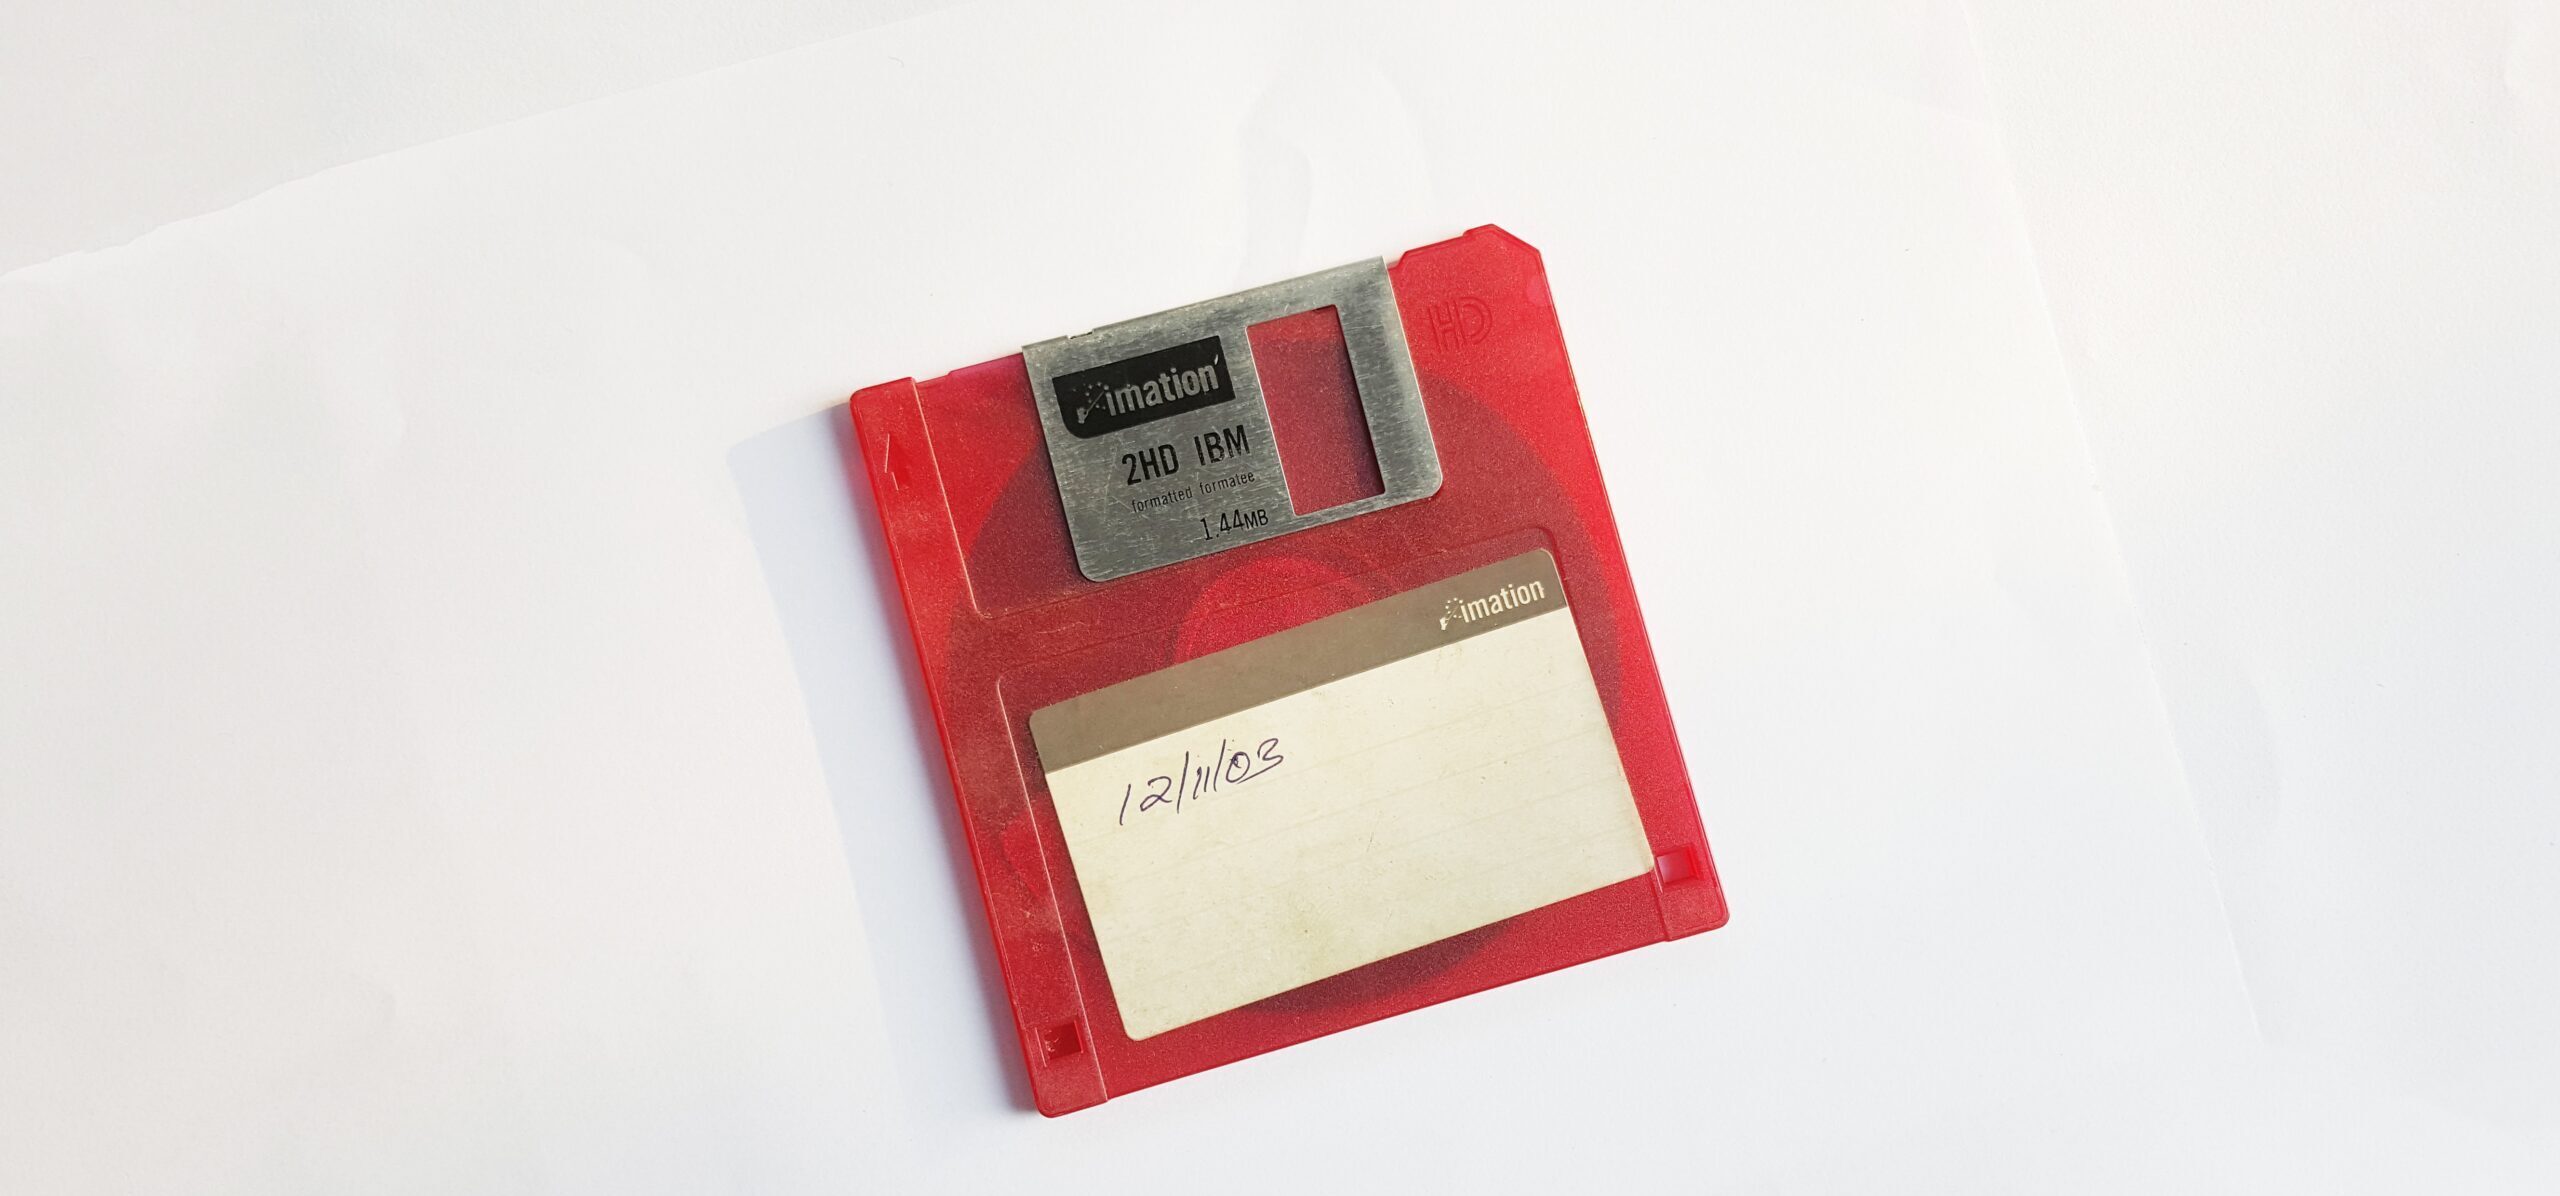 HD
imation
2HD IBM
formatted formatee
1.44MB
imation
12/11/03